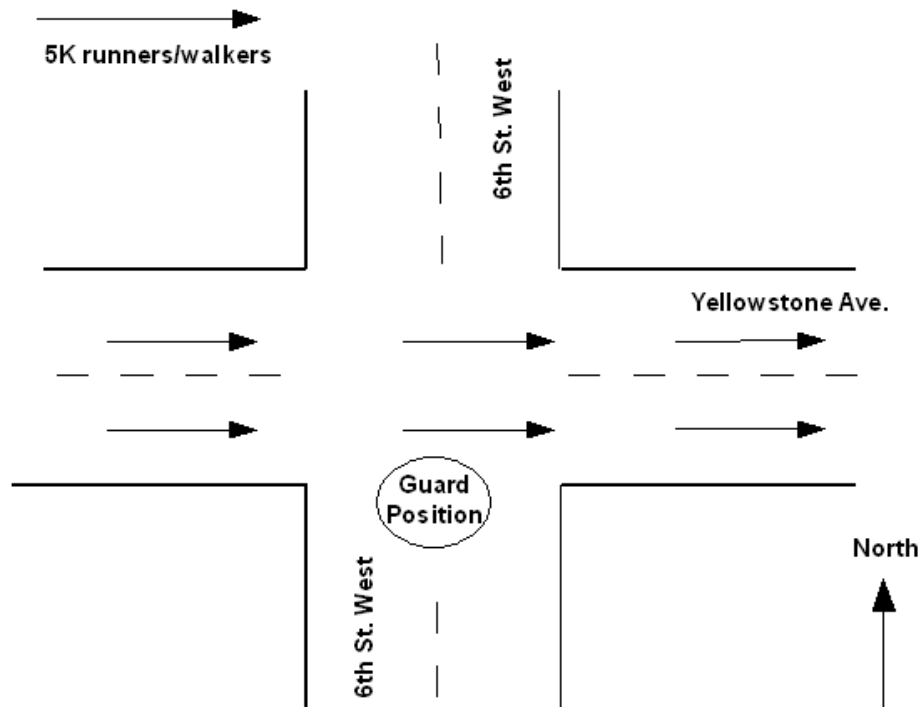 5K runners/walkers
6th St. West
Yellowstone Ave.
Guard
Position
North
6th St. West